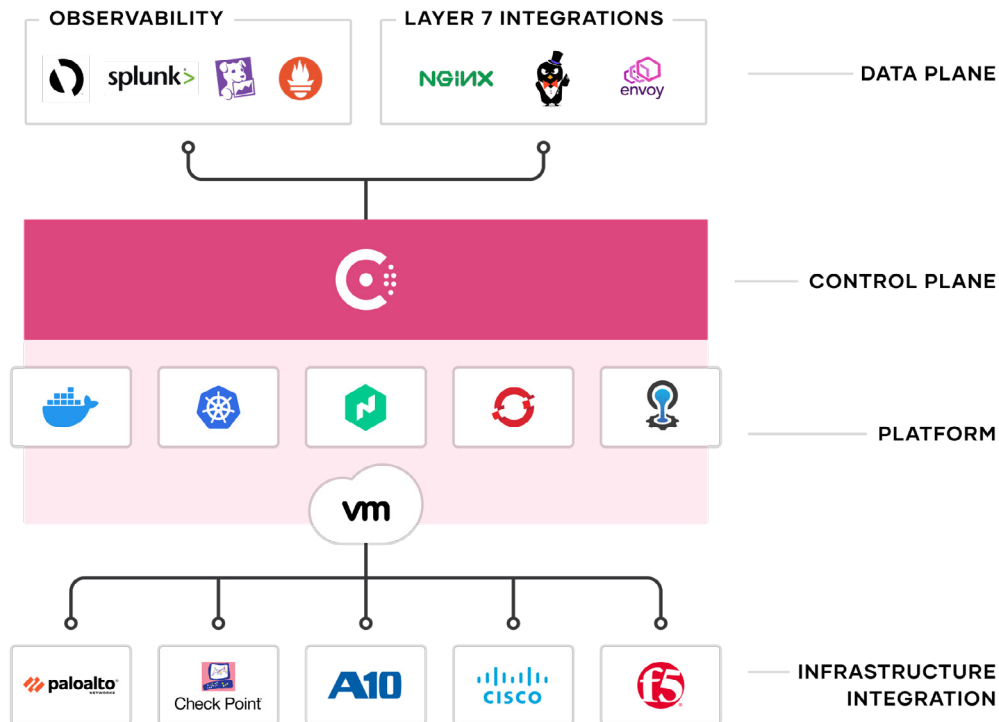 OBSERVABILITY
LAYER 7 INTEGRATIONS
splunk>
NGINX
envoy
DATA PLANE
CONTROL PLANE
PLATFORM
vm
paloalto®
NETWORKS
Check Point
A10
CISCO
f5®
INFRASTRUCTURE
INTEGRATION